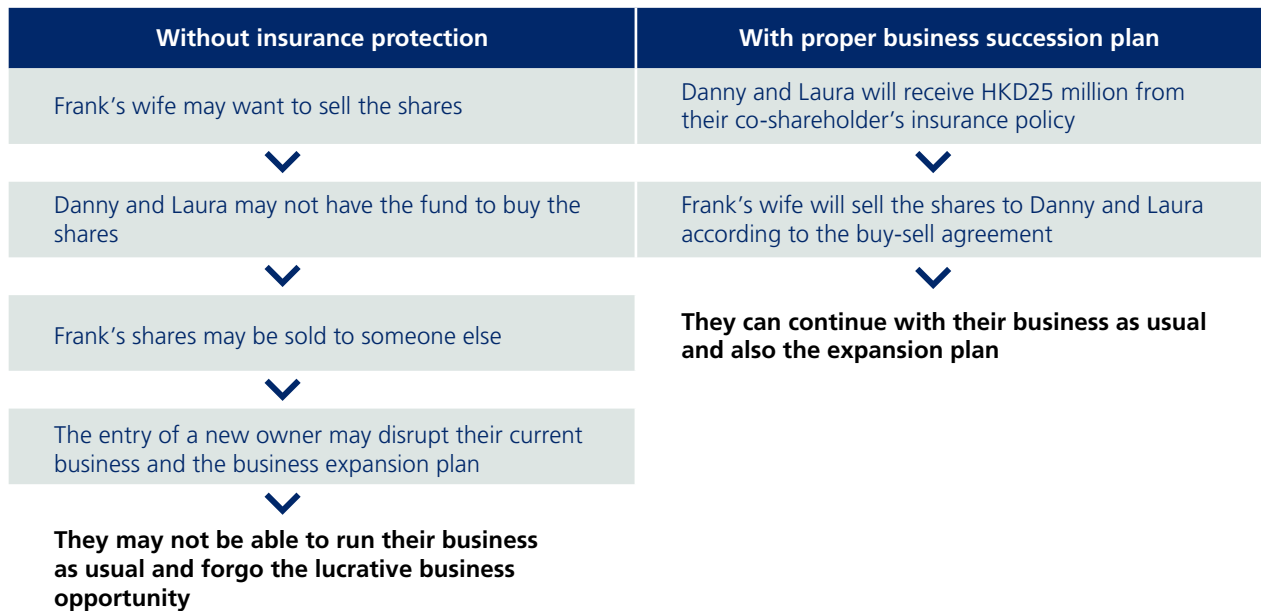 Without insurance protection
Frank’s wife may want to sell the shares
Danny and Laura may not have the fund to buy the
shares
Frank’s shares may be sold to someone else
The entry of a new owner may disrupt their current
business and the business expansion plan
They may not be able to run their business
as usual and forgo the lucrative business
opportunity
With proper business succession plan
Danny and Laura will receive HKD25 million from
their co-shareholder’s insurance policy
Frank’s wife will sell the shares to Danny and Laura
according to the buy-sell agreement
They can continue with their business as usual
and also the expansion plan